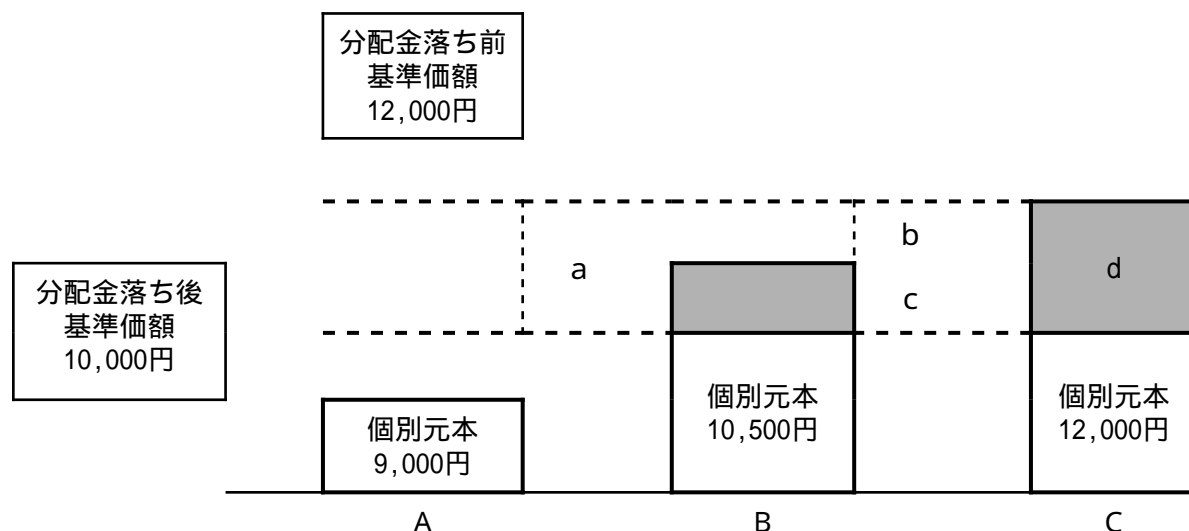 分配金落ち前
基準価額
12,000円
a
b
c
d
分配金落ち後
基準価額
10,000円
個別元本
9,000円
個別元本
10,500円
個別元本
12,000円
A
B
C